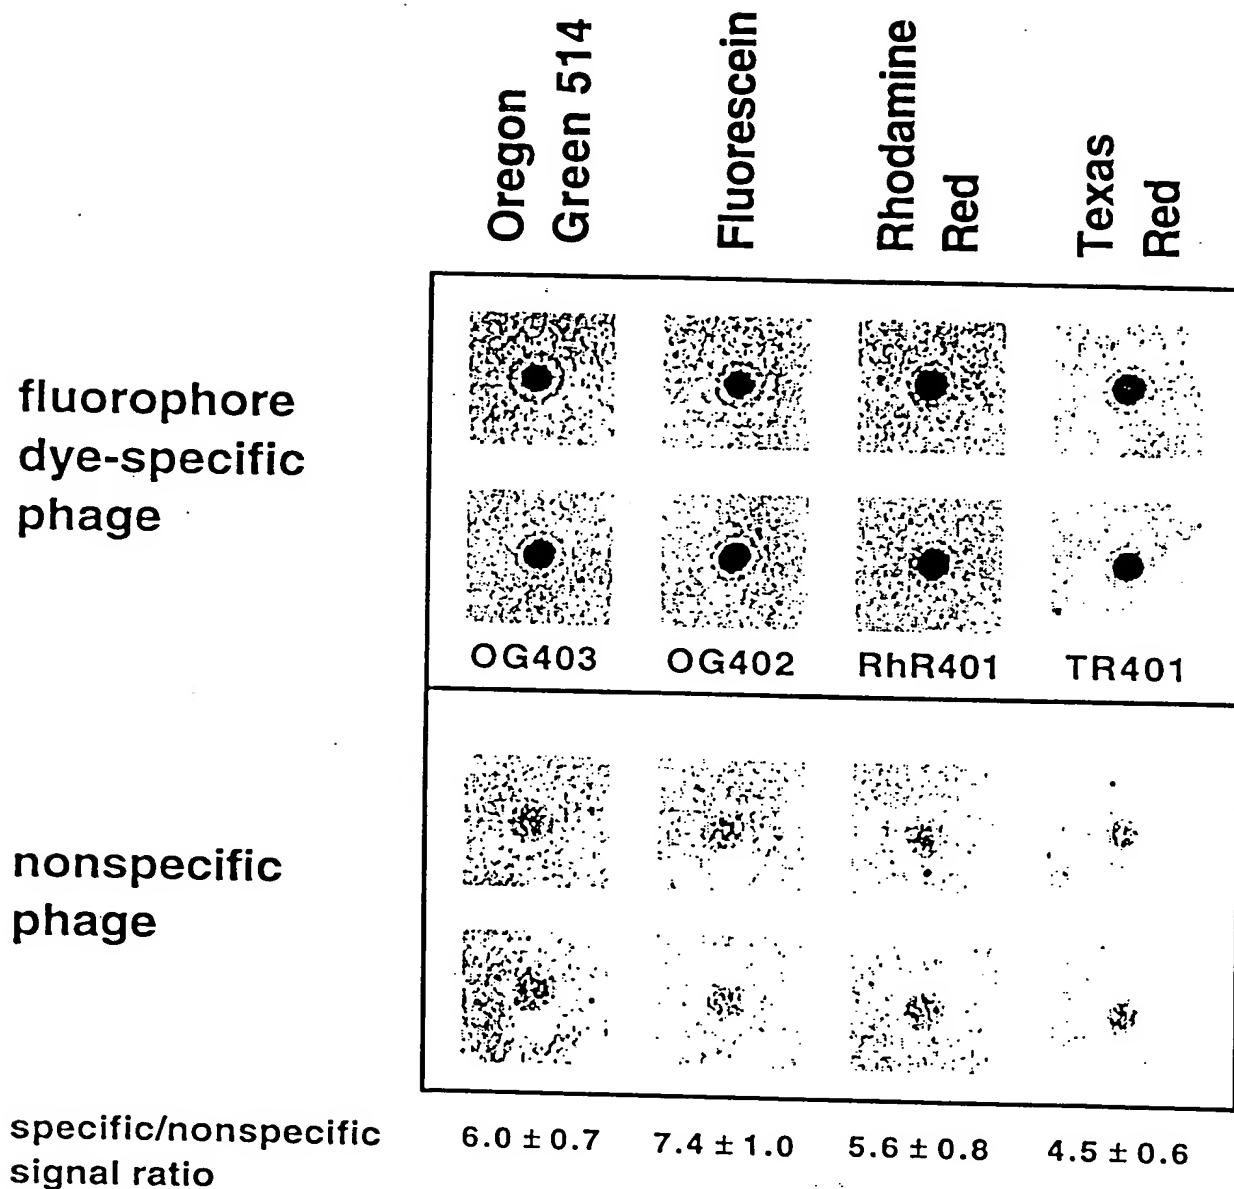 Oregon
Green 514
Fluorescein
Rhodamine
Red
Texas
Red
fluorophore
dye-specific
phage
OG403 OG402 RhR401 TR401
nonspecific
phage
specific/nonspecific
signal ratio
6.0 ± 0.7 7.4 ± 1.0 5.6 ± 0.8 4.5 ± 0.6